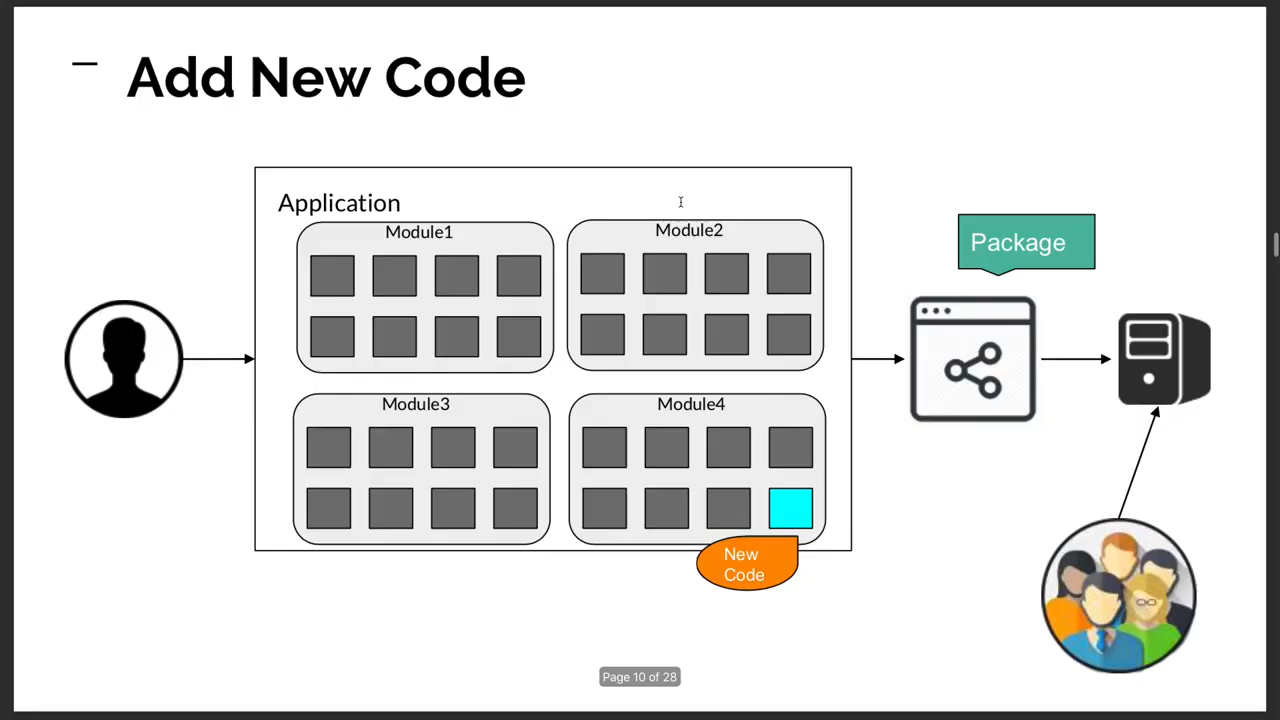 Add New Code
Application
Module1
Module2
Package
Module3
Module4
New
Code
Page 10 of 28